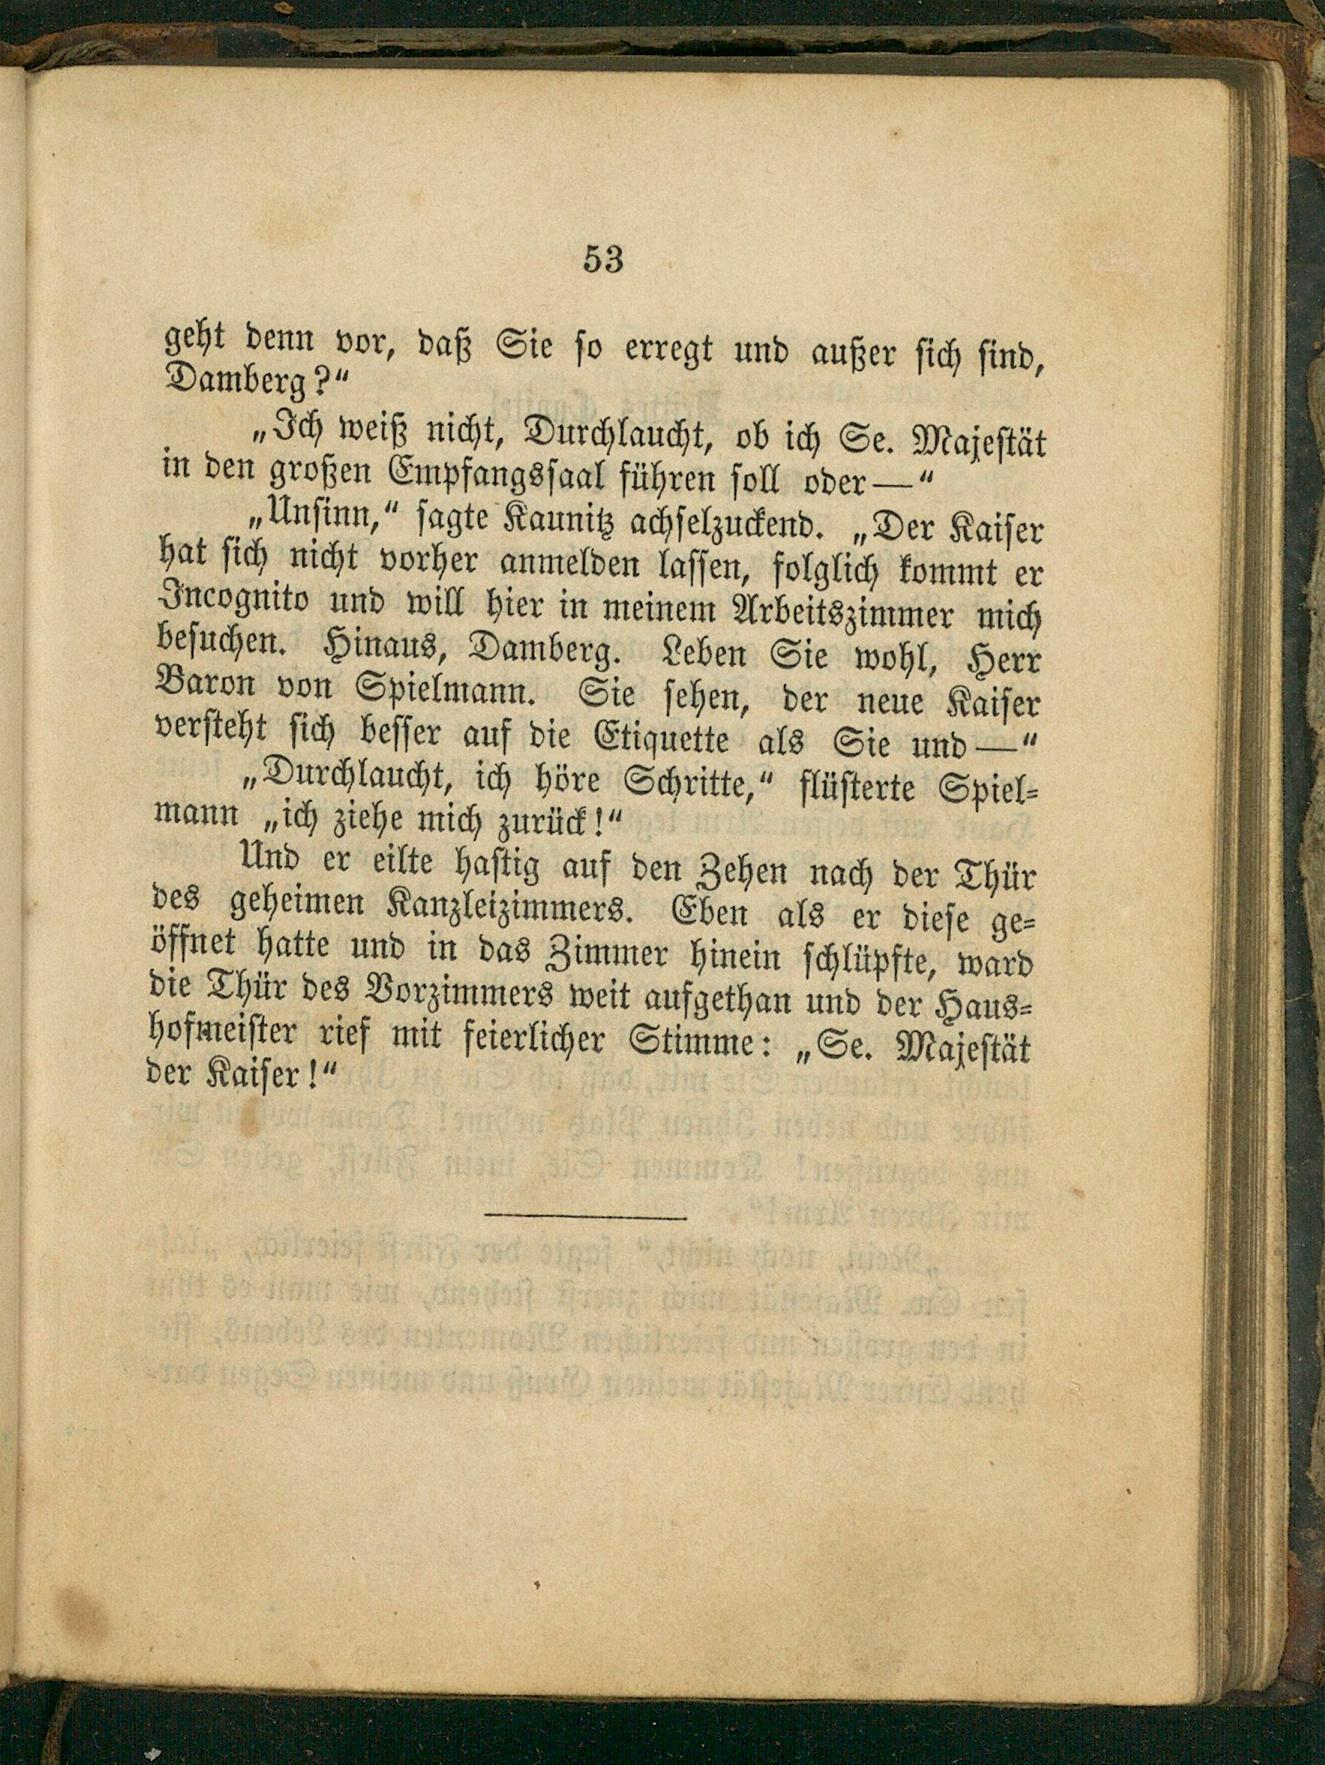 53
geht denn vor, daß Sie so erregt und außer sich sind,
Damberg?“
„Ich weiß nicht, Durchlaucht, ob ich Se. Majestät
in den großen Empfangssaal führen soll oder—“
„Unsinn,“ sagte Kaunitz achselzuckend. „Der Kaiser
hat sich nicht vorher anmelden lassen, folglich kommt er
Incognito und will hier in meinem Arbeitszimmer mich
besuchen. Hinaus, Damberg. Leben Sie wohl, Herr
Baron von Spielmann. Sie sehen, der neue Kaiser
versteht sich besser auf die Etiquette als Sie und—“
„Durchlaucht, ich höre Schritte,“ flüsterte Spiel-
mann „ich ziehe mich zurück!“
Und er eilte hastig auf den Zehen nach der Thür
des geheimen Kanzleizimmers. Eben als er diese ge-
öffnet hatte und in das Zimmer hinein schlüpfte, ward
die Thür des Vorzimmers weit aufgethan und der Haus-
hofmeister rief mit feierlicher Stimme: „Se. Majestät
der Kaiser!“